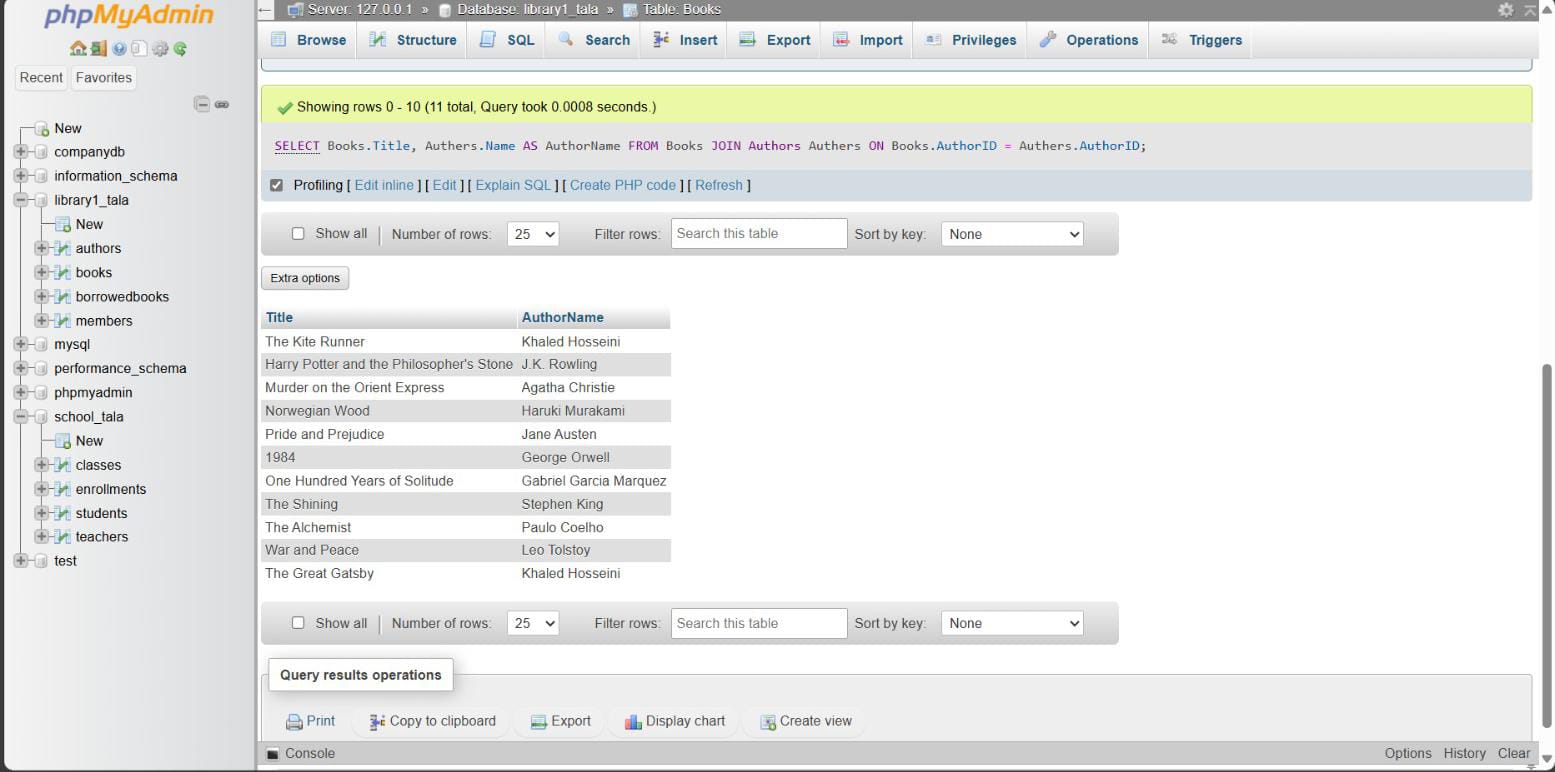 phpMyAdmin
Recent Favorites
New
companydb
information_schema
library1_tala
New
authors
books
borrowedbooks
members
mysql
performance_schema
phpmyadmin
school_tala
New
classes
enrollments
students
teachers
test
Server: 127.0.0.1 » Database: library1_tala » Table: Books
Browse Structure SQL Search Insert Export Import Privileges Operations Triggers
Showing rows 0 - 10 (11 total, Query took 0.0008 seconds.)
SELECT Books.Title, Authers.Name AS AuthorName FROM Books JOIN Authors Authers ON Books.AuthorID = Authers.AuthorID;
Profiling [ Edit inline ] [ Edit ] [ Explain SQL ] [ Create PHP code ] [ Refresh ]
Show all | Number of rows: 25 Filter rows: Search this table Sort by key: None
Extra options
Title AuthorName
The Kite Runner Khaled Hosseini
Harry Potter and the Philosopher's Stone J.K. Rowling
Murder on the Orient Express Agatha Christie
Norwegian Wood Haruki Murakami
Pride and Prejudice Jane Austen
1984 George Orwell
One Hundred Years of Solitude Gabriel Garcia Marquez
The Shining Stephen King
The Alchemist Paulo Coelho
War and Peace Leo Tolstoy
The Great Gatsby Khaled Hosseini
Show all | Number of rows: 25 Filter rows: Search this table Sort by key: None
Query results operations
Print Copy to clipboard Export Display chart Create view
Console Options History Clear